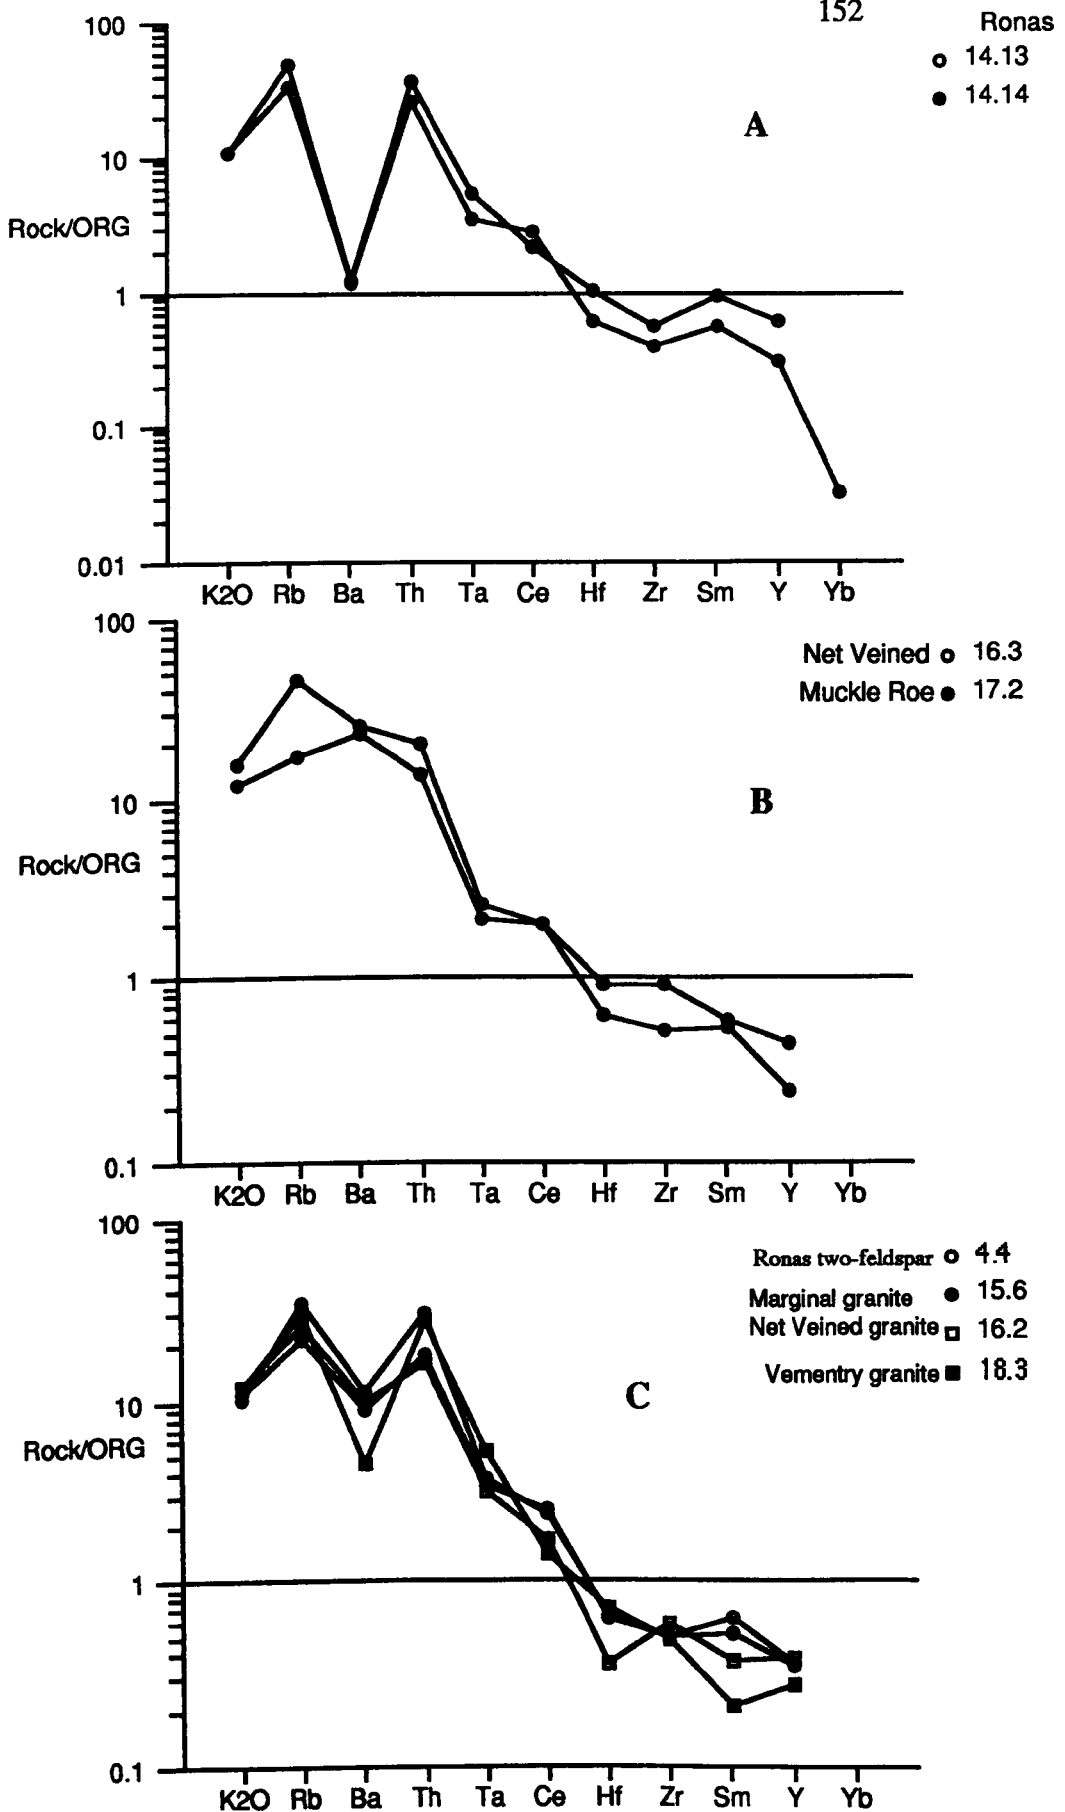 152
Ronas
14.13
14.14
100
A
10
Rock/ORG
1
0.1
0.01
K2O Rb Ba Th Ta Ce Hf Zr Sm Y Yb
100
Net Veined 16.3
Muckle Roe 17.2
10
B
Rock/ORG
1
0.1
K2O Rb Ba Th Ta Ce Hf Zr Sm Y Yb
100
Ronas two-feldspar 4.4
Marginal granite 15.6
Net Veined granite 16.2
Vementry granite 18.3
C
10
Rock/ORG
1
0.1
K2O Rb Ba Th Ta Ce Hf Zr Sm Y Yb